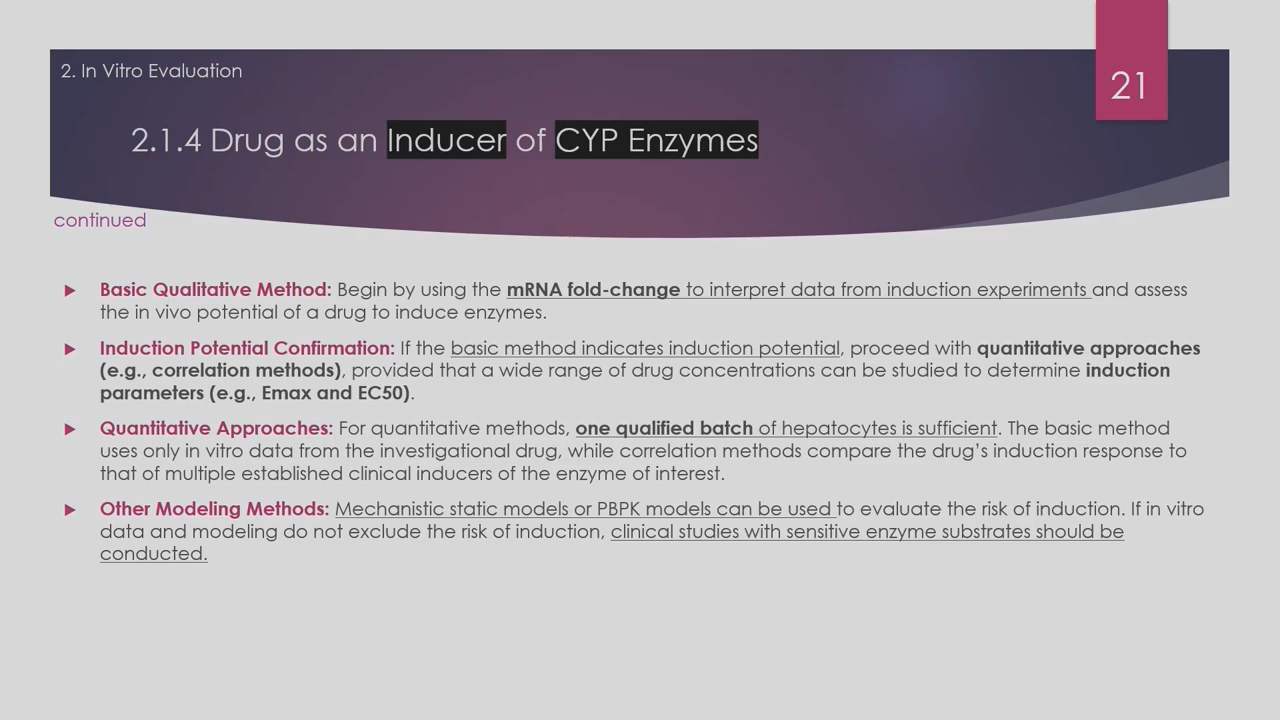 2. In Vitro Evaluation
21
2.1.4 Drug as an Inducer of CYP Enzymes
continued
Basic Qualitative Method: Begin by using the mRNA fold-change to interpret data from induction experiments and assess
the in vivo potential of a drug to induce enzymes.
Induction Potential Confirmation: If the basic method indicates induction potential, proceed with quantitative approaches
(e.g., correlation methods), provided that a wide range of drug concentrations can be studied to determine induction
parameters (e.g., Emax and EC50).
Quantitative Approaches: For quantitative methods, one qualified batch of hepatocytes is sufficient. The basic method
uses only in vitro data from the investigational drug, while correlation methods compare the drug’s induction response to
that of multiple established clinical inducers of the enzyme of interest.
Other Modeling Methods: Mechanistic static models or PBPK models can be used to evaluate the risk of induction. If in vitro
data and modeling do not exclude the risk of induction, clinical studies with sensitive enzyme substrates should be
conducted.